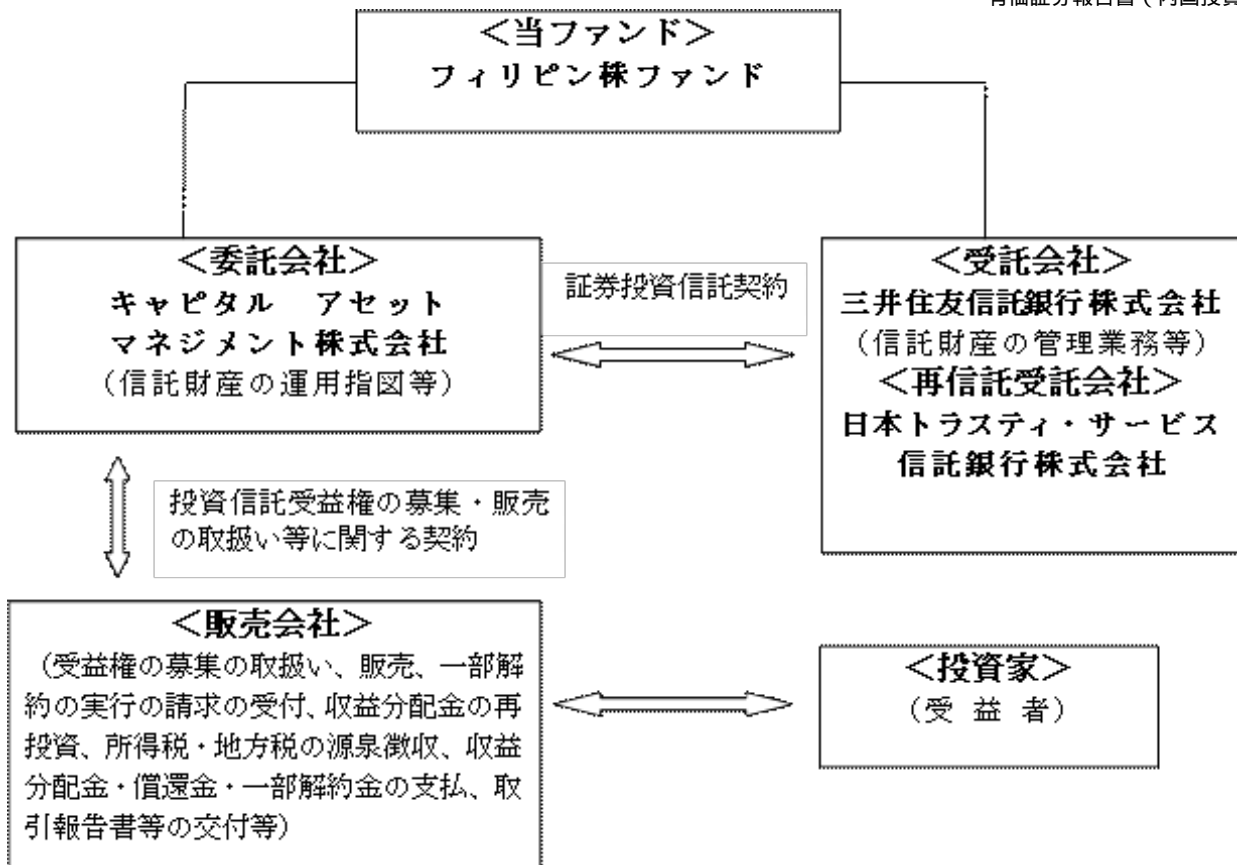 有価証券報告書（内国投資
＜当ファンド＞
フィリピン株ファンド
＜委託会社＞
キャピタル　アセット
マネジメント株式会社
（信託財産の運用指図等）
証券投資信託契約
＜受託会社＞
三井住友信託銀行株式会社
（信託財産の管理業務等）
＜再信託受託会社＞
日本トラスティ・サービス
信託銀行株式会社
投資信託受益権の募集・販売
の取扱い等に関する契約
＜販売会社＞
（受益権の募集の取扱い、販売、一部解
約の実行の請求の受付、収益分配金の再
投資、所得税・地方税の源泉徴収、収益
分配金・償還金・一部解約金の支払、取
引報告書等の交付等）
＜投資家＞
（受 益 者）